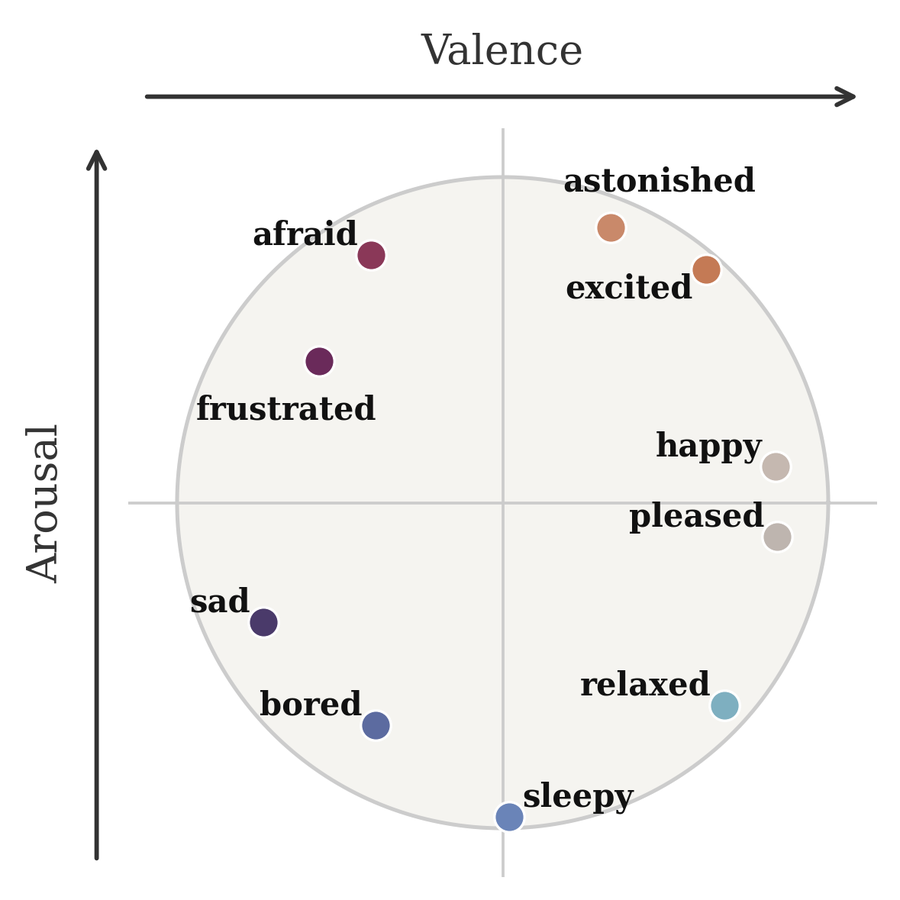 Valence
astonished
afraid
excited
frustrated
Arousal
happy
pleased
sad
relaxed
bored
sleepy